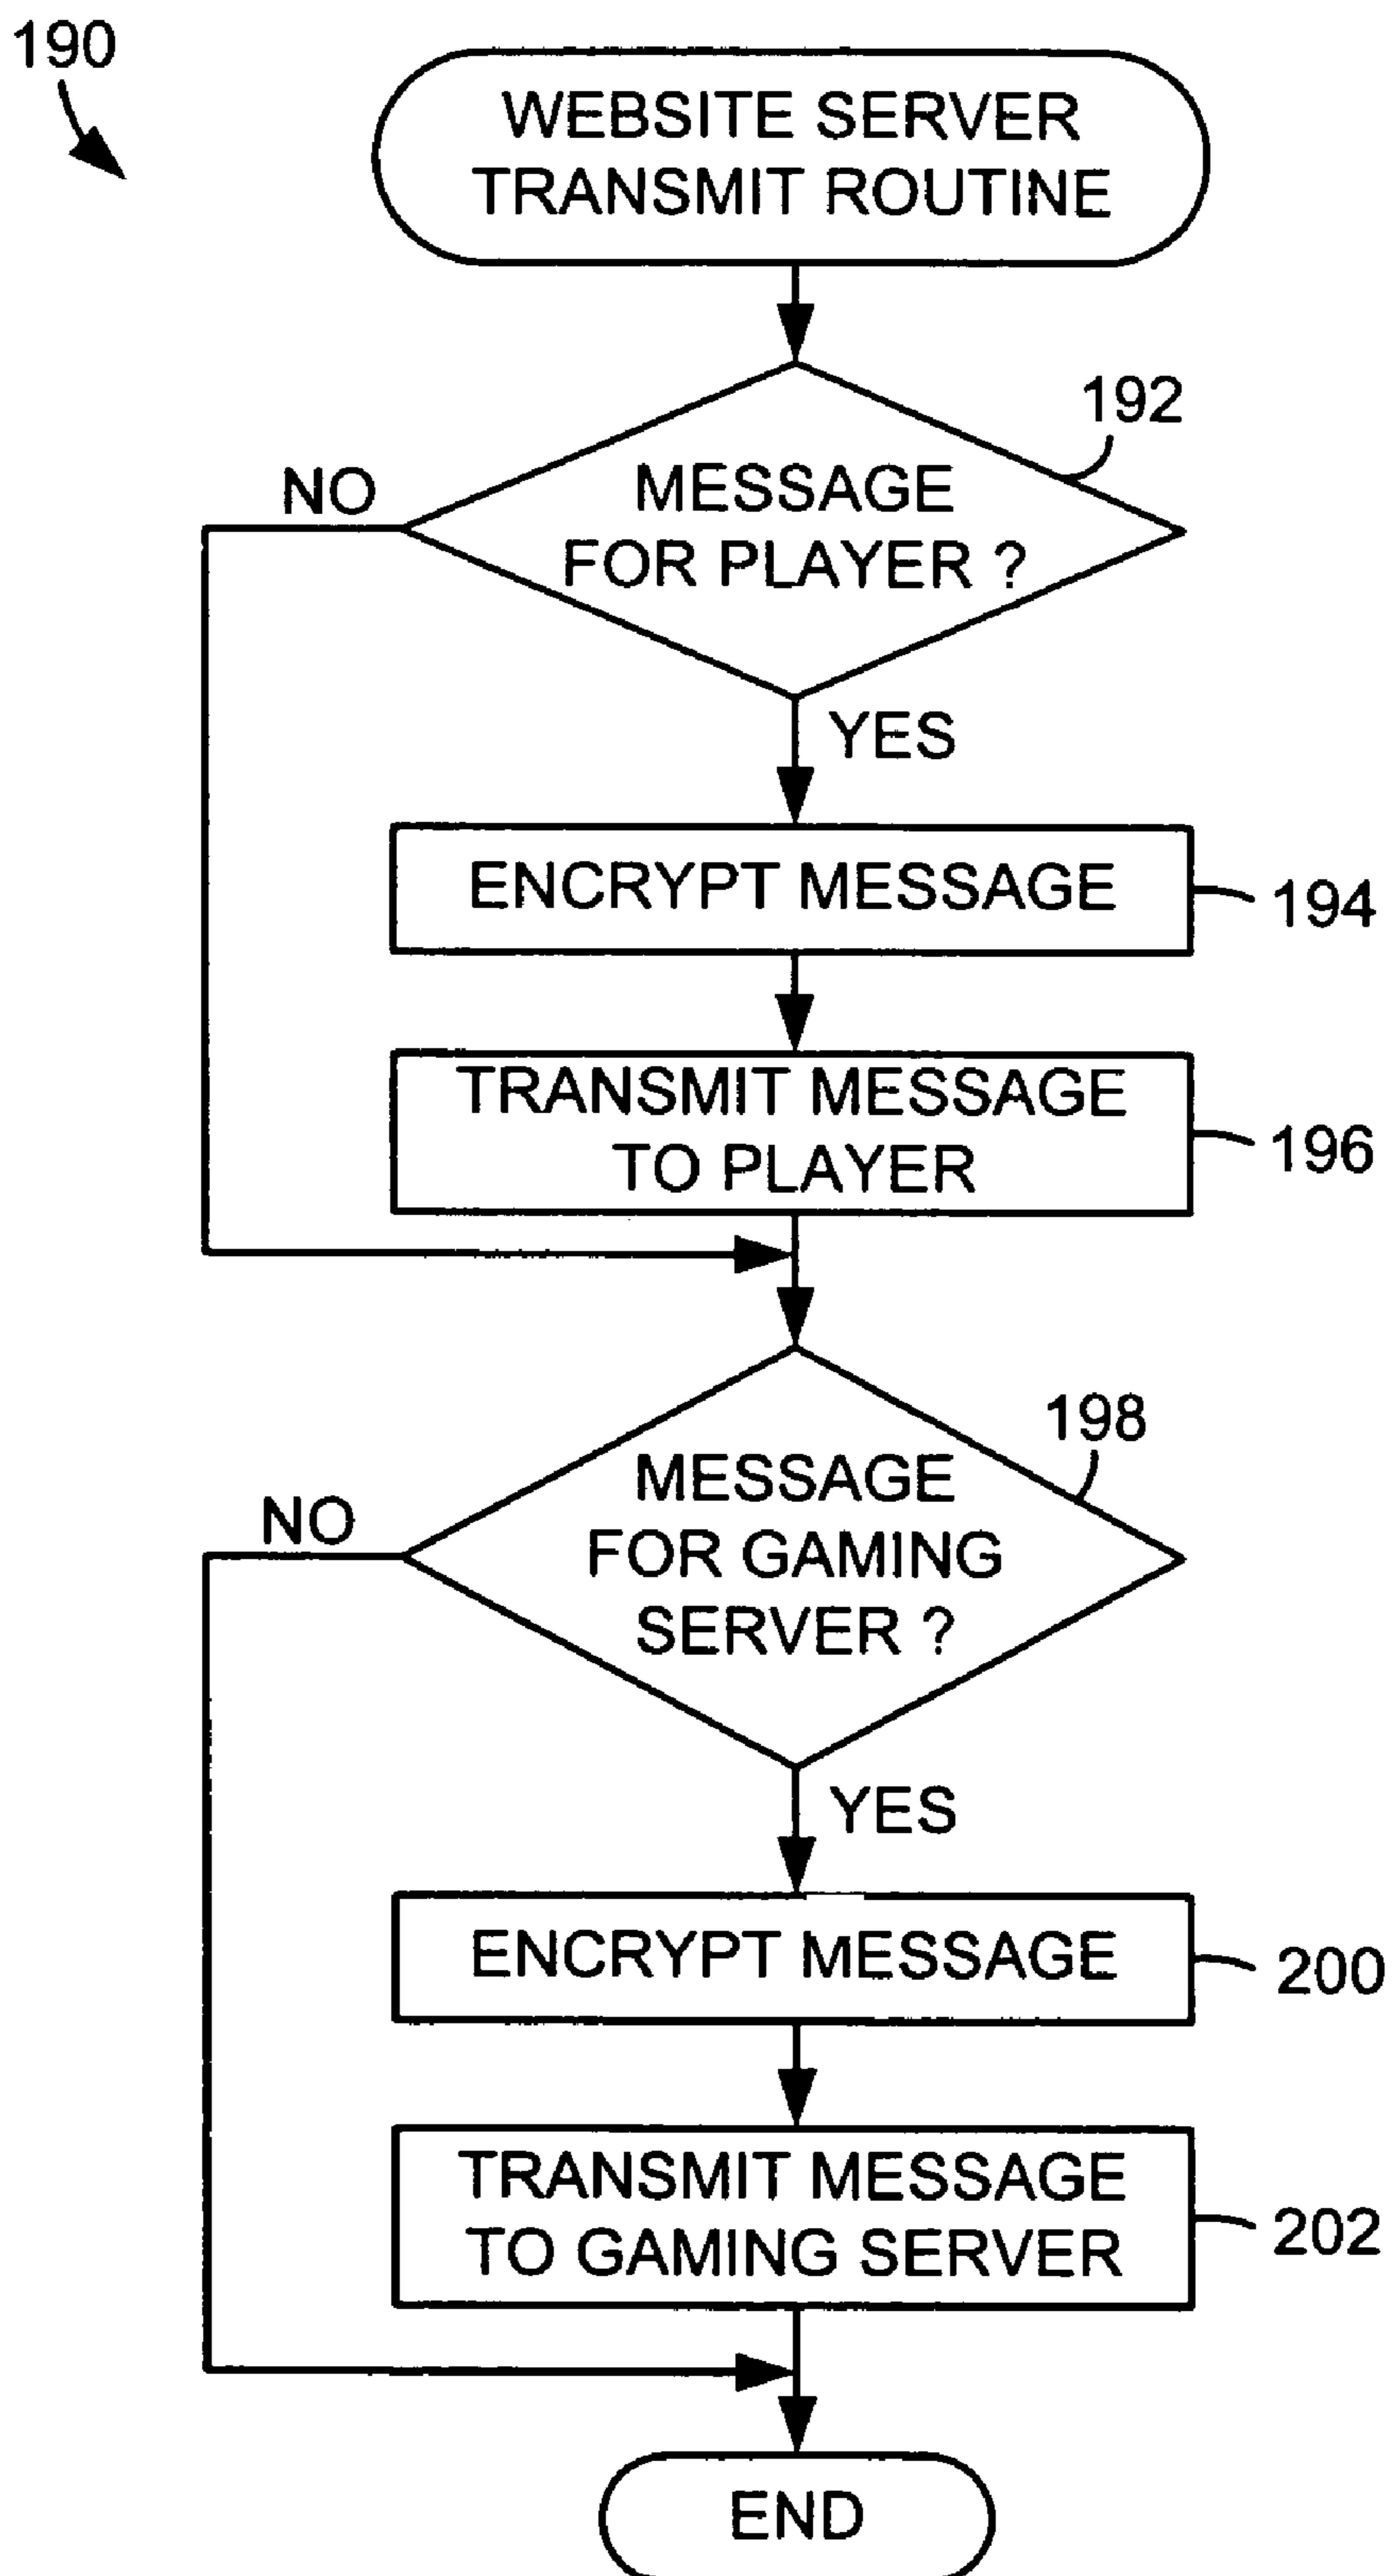 190
WEBSITE SERVER
TRANSMIT ROUTINE
192
MESSAGE
FOR PLAYER ?
NO
YES
ENCRYPT MESSAGE
194
TRANSMIT MESSAGE
TO PLAYER
196
198
MESSAGE
FOR GAMING
SERVER ?
NO
YES
ENCRYPT MESSAGE
200
TRANSMIT MESSAGE
TO GAMING SERVER
202
END